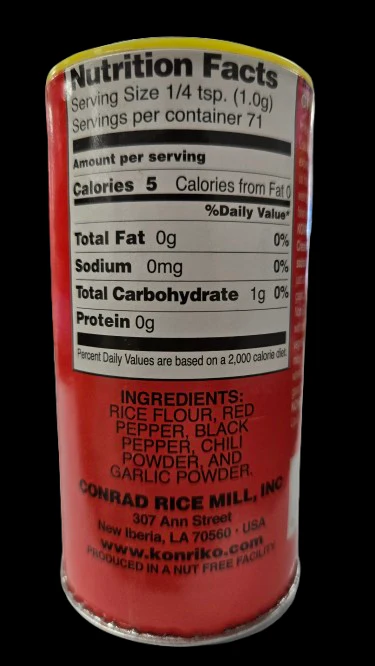 Nutrition Facts
Serving Size 1/4 tsp. (1.0g)
Servings per container 71
Amount per serving
Calories 5 Calories from Fat 0
%Daily Value*
Total Fat 0g 0%
Sodium 0mg 0%
Total Carbohydrate 1g 0%
Protein 0g
Percent Daily Values are based on a 2,000 calorie diet.
INGREDIENTS:
RICE FLOUR, RED
PEPPER, BLACK
PEPPER, CHILI
POWDER, AND
GARLIC POWDER.
CONRAD RICE MILL, INC
307 Ann Street
New Iberia, LA 70560 · USA
www.konriko.com
PRODUCED IN A NUT FREE FACILITY